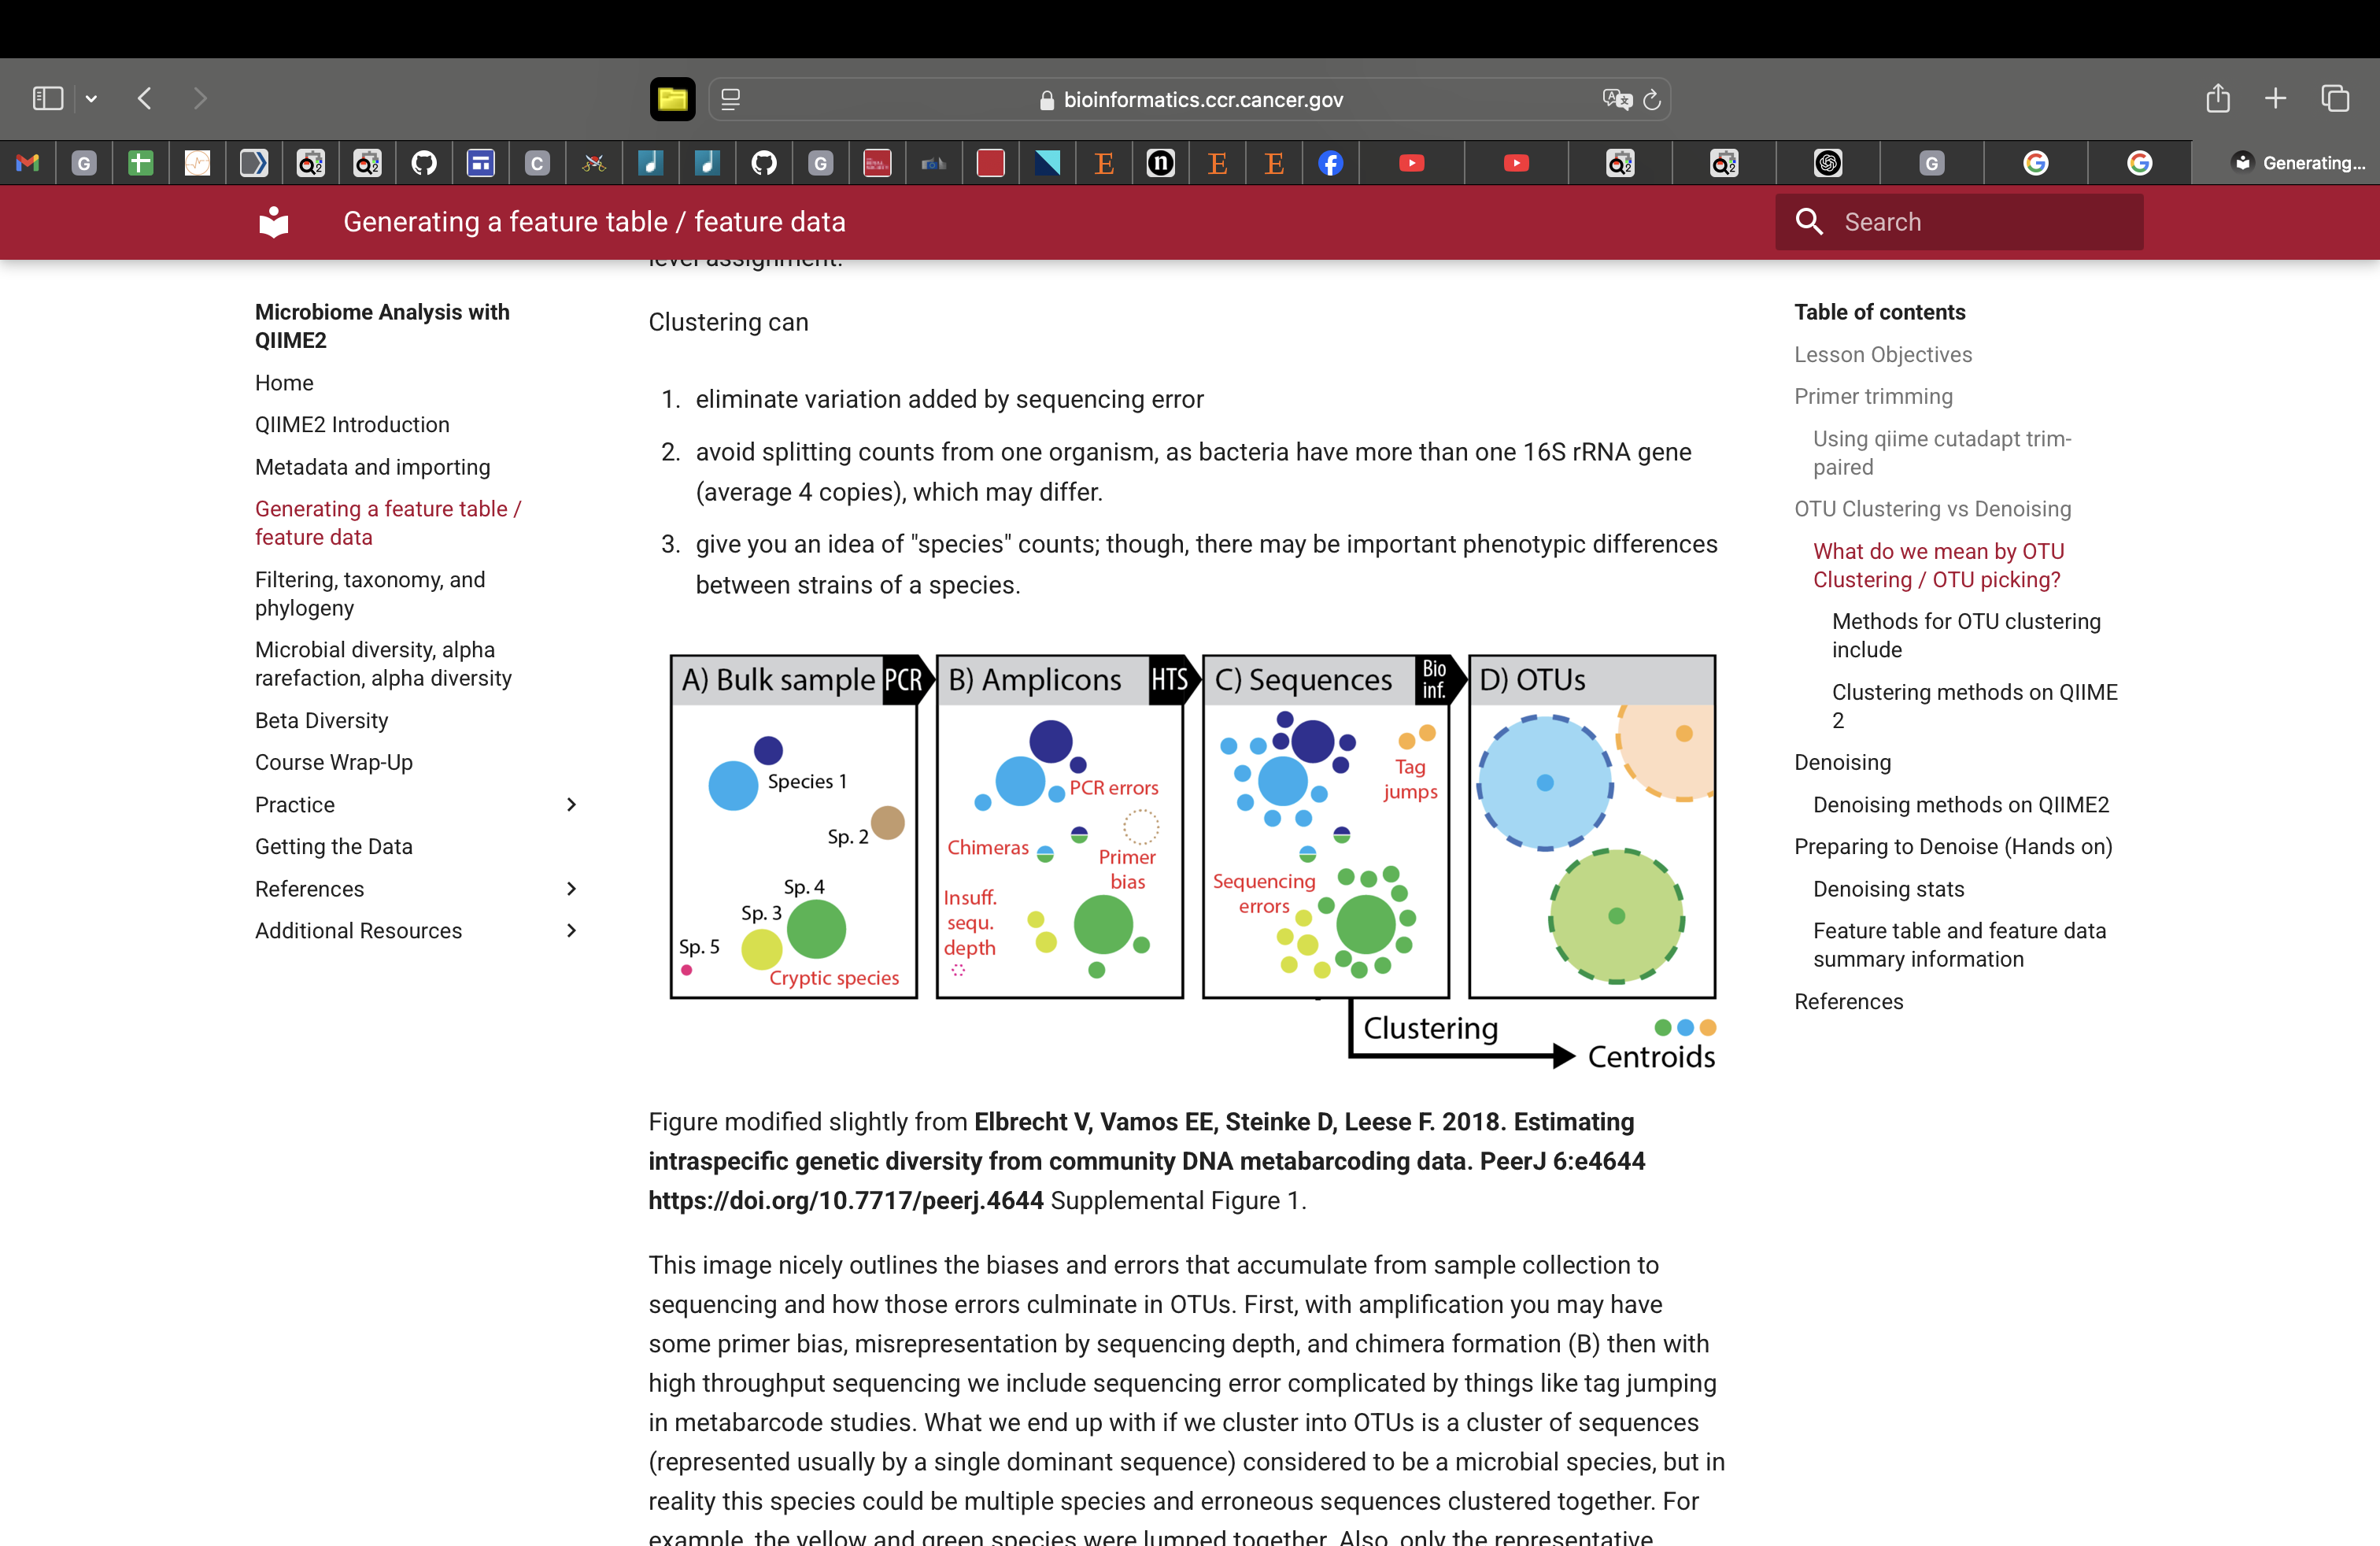 bioinformatics.ccr.cancer.gov
Generating...
Generating a feature table / feature data
Search
Microbiome Analysis with
QIIME2
Home
QIIME2 Introduction
Metadata and importing
Generating a feature table /
feature data
Filtering, taxonomy, and
phylogeny
Microbial diversity, alpha
rarefaction, alpha diversity
Beta Diversity
Course Wrap-Up
Practice
Getting the Data
References
Additional Resources
level assignment.
Clustering can
1. eliminate variation added by sequencing error
2. avoid splitting counts from one organism, as bacteria have more than one 16S rRNA gene
(average 4 copies), which may differ.
3. give you an idea of "species" counts; though, there may be important phenotypic differences
between strains of a species.
A) Bulk sample PCR
Species 1
Sp. 2
Sp. 4
Sp. 3
Sp. 5
Cryptic species
B) Amplicons HTS
PCR errors
Chimeras
Primer
bias
Insuff.
sequ.
depth
C) Sequences Bio
inf.
Tag
jumps
Sequencing
errors
D) OTUs
Clustering
Centroids
Figure modified slightly from Elbrecht V, Vamos EE, Steinke D, Leese F. 2018. Estimating
intraspecific genetic diversity from community DNA metabarcoding data. PeerJ 6:e4644
https://doi.org/10.7717/peerj.4644 Supplemental Figure 1.
This image nicely outlines the biases and errors that accumulate from sample collection to
sequencing and how those errors culminate in OTUs. First, with amplification you may have
some primer bias, misrepresentation by sequencing depth, and chimera formation (B) then with
high throughput sequencing we include sequencing error complicated by things like tag jumping
in metabarcode studies. What we end up with if we cluster into OTUs is a cluster of sequences
(represented usually by a single dominant sequence) considered to be a microbial species, but in
reality this species could be multiple species and erroneous sequences clustered together. For
example, the yellow and green species were lumped together. Also, only the representative
Table of contents
Lesson Objectives
Primer trimming
Using qiime cutadapt trim-
paired
OTU Clustering vs Denoising
What do we mean by OTU
Clustering / OTU picking?
Methods for OTU clustering
include
Clustering methods on QIIME
2
Denoising
Denoising methods on QIIME2
Preparing to Denoise (Hands on)
Denoising stats
Feature table and feature data
summary information
References